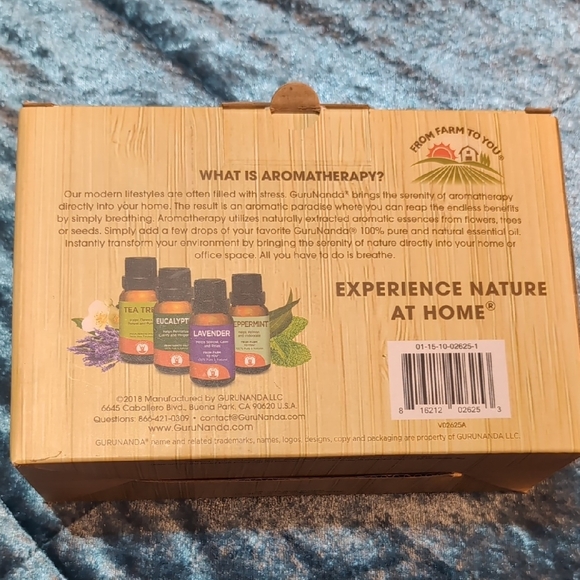 FROM FARM TO YOU®
WHAT IS AROMATHERAPY?
Our modern lifestyles are often filled with stress. GuruNanda® brings the serenity of aromatherapy
directly into your home. The result is an aromatic paradise where you can reap the endless benefits
by simply breathing. Aromatherapy utilizes naturally extracted aromatic essences from flowers, trees
or seeds. Simply add a few drops of your favorite GuruNanda® 100% pure and natural essential oil.
Instantly transform your environment by bringing the serenity of nature directly into your home or
office space. All you have to do is breathe.
EXPERIENCE NATURE
AT HOME®
TEA TRE
EUCALYPT
LAVENDER
EPPERMINT
01-15-10-02625-1
8 16212 02625 3
V02625A
©2018 Manufactured by GURUNANDA LLC
6645 Caballero Blvd., Buena Park, CA 90620 U.S.A.
Questions: 866-421-0309 • contact@GuruNanda.com
www.GuruNanda.com
GURUNANDA® name and related trademarks, names, logos, designs, copy and packaging are property of GURUNANDA LLC.